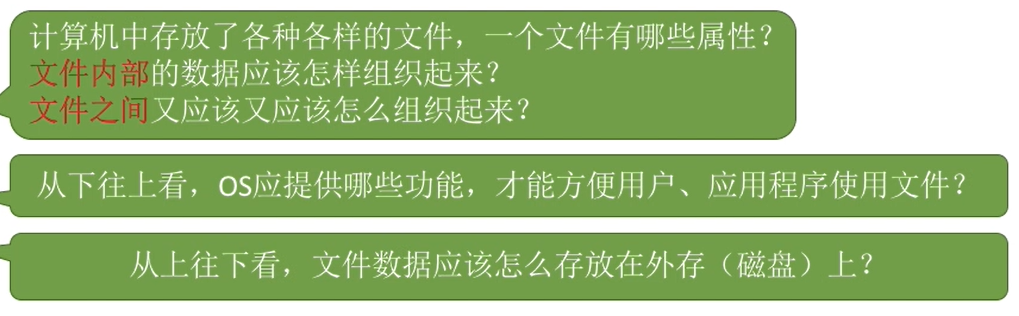 计算机中存放了各种各样的文件，一个文件有哪些属性？
文件内部的数据应该怎样组织起来？
文件之间又应该又应该怎么组织起来？
从下往上看，OS应提供哪些功能，才能方便用户、应用程序使用文件？
从上往下看，文件数据应该怎么存放在外存（磁盘）上？